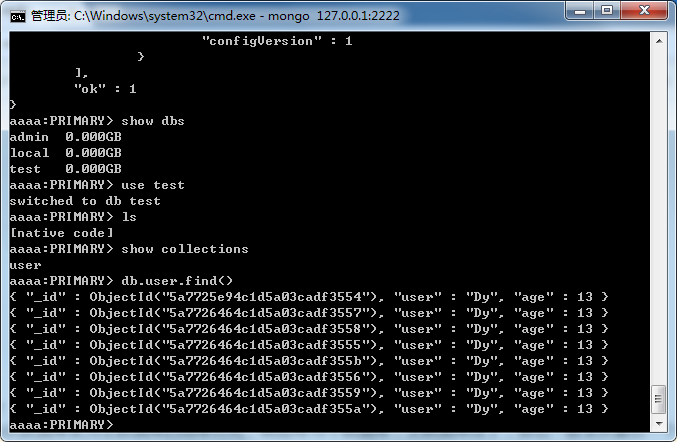 管理员: C:\Windows\system32\cmd.exe - mongo  127.0.0.1:2222
                        "configVersion" : 1
                }
        ],
        "ok" : 1
}
aaaa:PRIMARY> show dbs
admin  0.000GB
local  0.000GB
test   0.000GB
aaaa:PRIMARY> use test
switched to db test
aaaa:PRIMARY> ls
[native code]
aaaa:PRIMARY> show collections
user
aaaa:PRIMARY> db.user.find()
{ "_id" : ObjectId("5a7725e94c1d5a03cadf3554"), "user" : "Dy", "age" : 13 }
{ "_id" : ObjectId("5a7726464c1d5a03cadf3557"), "user" : "Dy", "age" : 13 }
{ "_id" : ObjectId("5a7726464c1d5a03cadf3558"), "user" : "Dy", "age" : 13 }
{ "_id" : ObjectId("5a7726464c1d5a03cadf3555"), "user" : "Dy", "age" : 13 }
{ "_id" : ObjectId("5a7726464c1d5a03cadf355b"), "user" : "Dy", "age" : 13 }
{ "_id" : ObjectId("5a7726464c1d5a03cadf3556"), "user" : "Dy", "age" : 13 }
{ "_id" : ObjectId("5a7726464c1d5a03cadf3559"), "user" : "Dy", "age" : 13 }
{ "_id" : ObjectId("5a7726464c1d5a03cadf355a"), "user" : "Dy", "age" : 13 }
aaaa:PRIMARY>